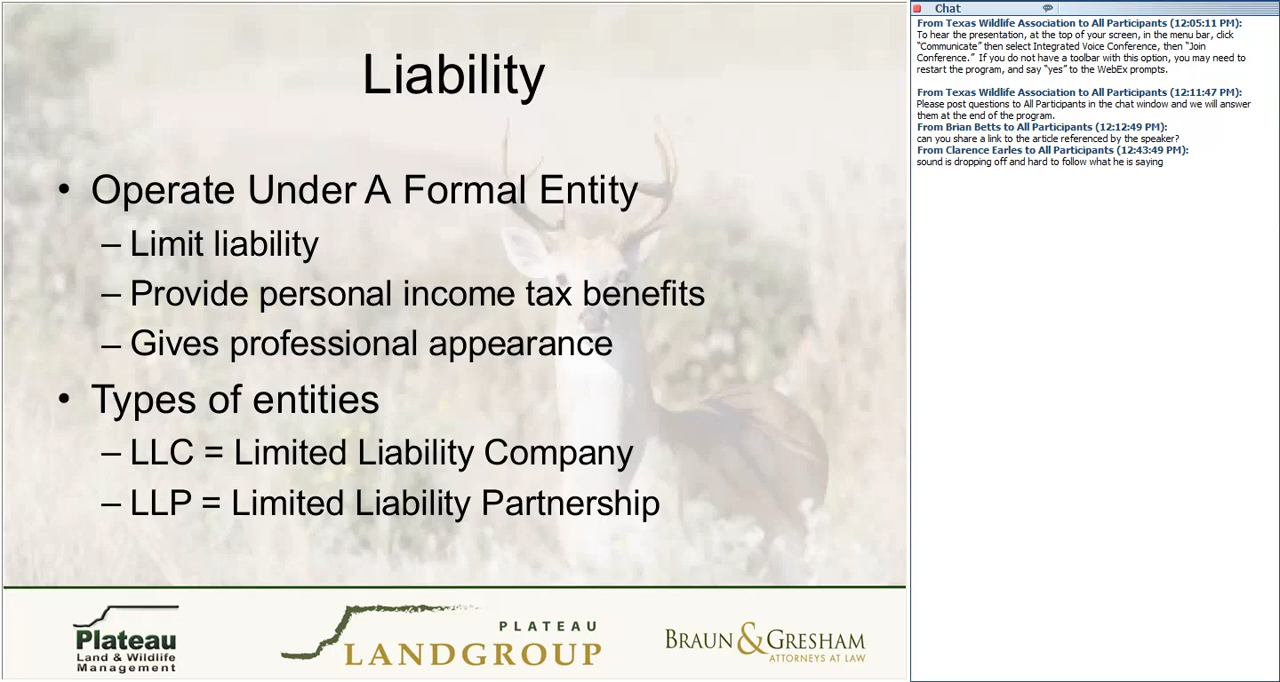 Liability
• Operate Under A Formal Entity
– Limit liability
– Provide personal income tax benefits
– Gives professional appearance
• Types of entities
– LLC = Limited Liability Company
– LLP = Limited Liability Partnership
Plateau
Land & Wildlife
Management
PLATEAU
LANDGROUP
BRAUN & GRESHAM
ATTORNEYS AT LAW
Chat
From Texas Wildlife Association to All Participants (12:05:11 PM):
To hear the presentation, at the top of your screen, in the menu bar, click
“Communicate” then select Integrated Voice Conference, then “Join
Conference.”  If you do not have a toolbar with this option, you may need to
restart the program, and say “yes” to the WebEx prompts.
From Texas Wildlife Association to All Participants (12:11:47 PM):
Please post questions to All Participants in the chat window and we will answer
them at the end of the program.
From Brian Betts to All Participants (12:12:49 PM):
can you share a link to the article referenced by the speaker?
From Clarence Earles to All Participants (12:43:49 PM):
sound is dropping off and hard to follow what he is saying